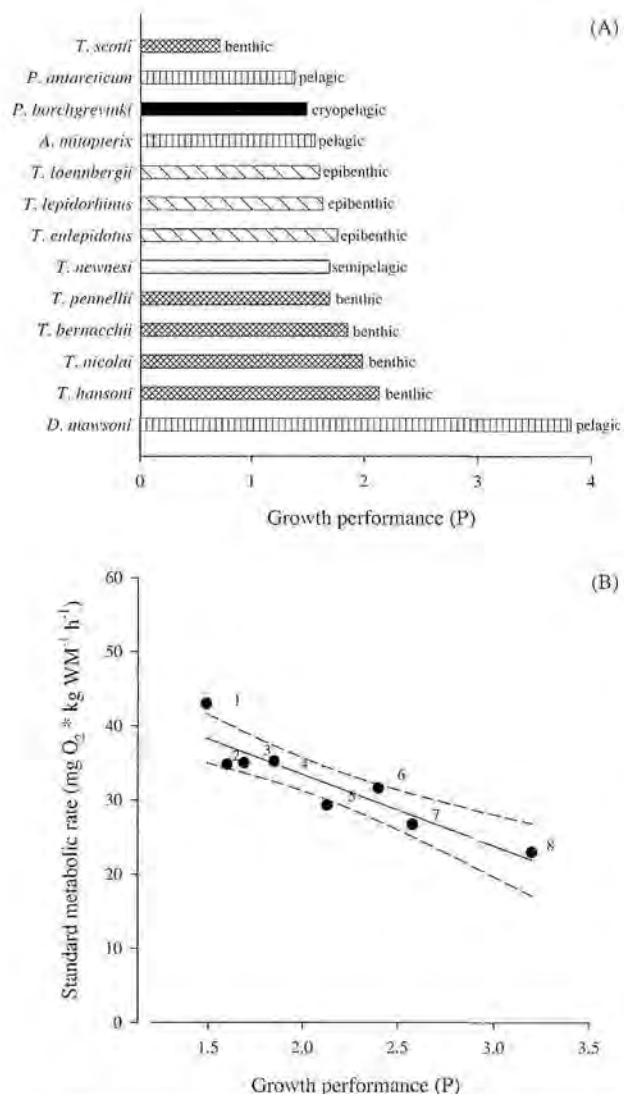 (A)
T. scotii benthic
P. antarcticum pelagic
P. borchgrevinki cryopelagic
A. mitopterix pelagic
T. loennbergii epibenthic
T. lepidorhinus epibenthic
T. eulepidotus epibenthic
T. newnesi semipelagic
T. pennellii benthic
T. bernacchii benthic
T. nicolai benthic
T. hansoni benthic
D. mawsoni pelagic
0 1 2 3 4
Growth performance (P)
(B)
Standard metabolic rate (mg O₂ * kg WM⁻¹ h⁻¹)
60
50
40
30
20
10
0
1
2 3 4
5
6
7
8
1.5 2.0 2.5 3.0 3.5
Growth performance (P)